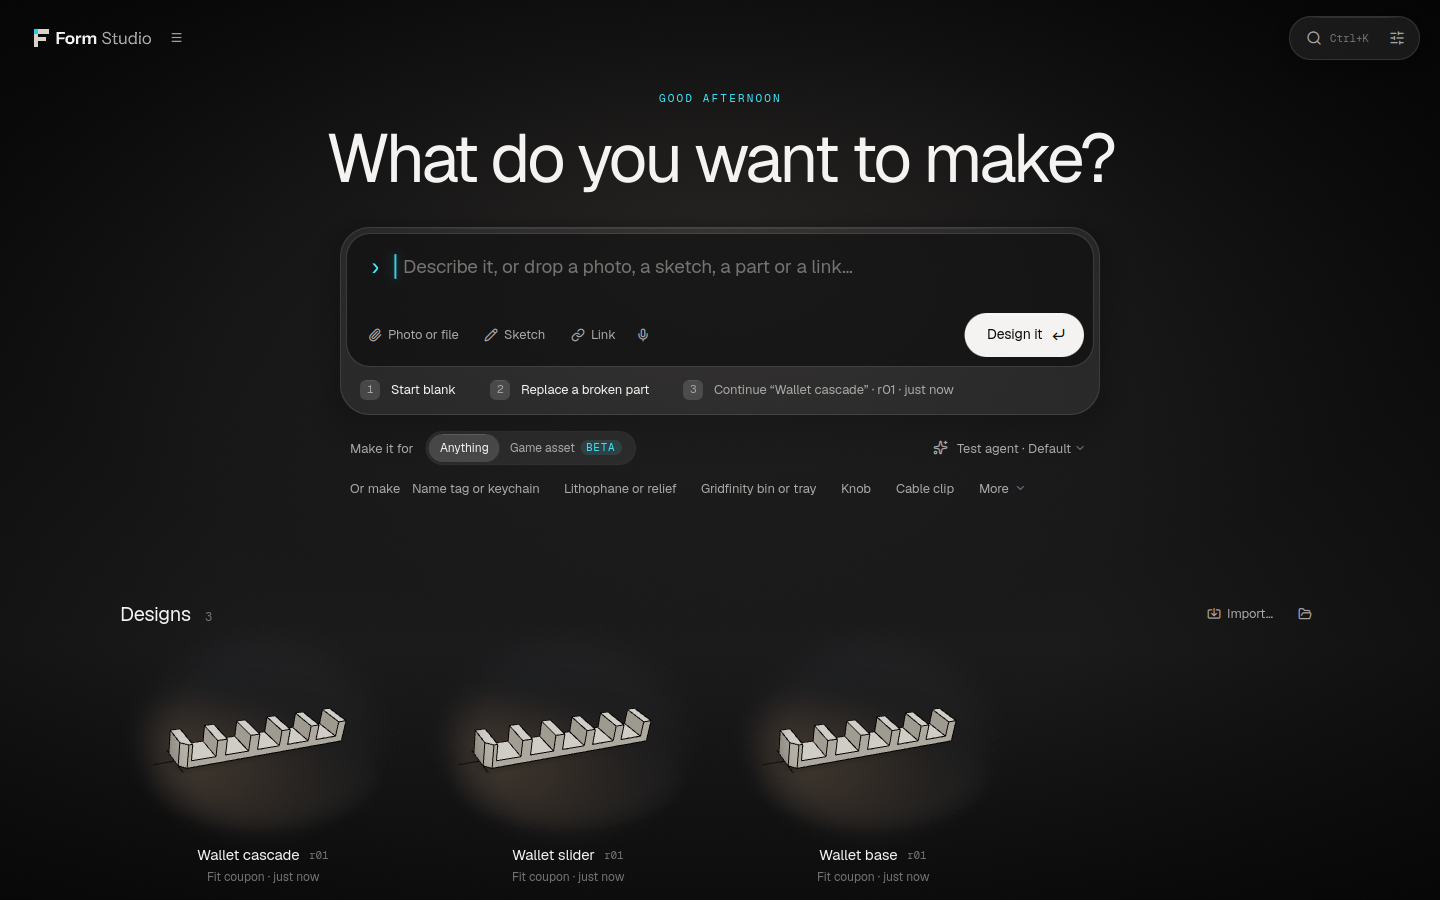 Form Studio
Ctrl+K
GOOD AFTERNOON
What do you want to make?
› Describe it, or drop a photo, a sketch, a part or a link…
Photo or file Sketch Link Design it
1 Start blank 2 Replace a broken part 3 Continue “Wallet cascade” · r01 · just now
Make it for Anything Game asset BETA Test agent · Default
Or make Name tag or keychain Lithophane or relief Gridfinity bin or tray Knob Cable clip More
Designs 3 Import…
Wallet cascade r01 Wallet slider r01 Wallet base r01
Fit coupon · just now Fit coupon · just now Fit coupon · just now